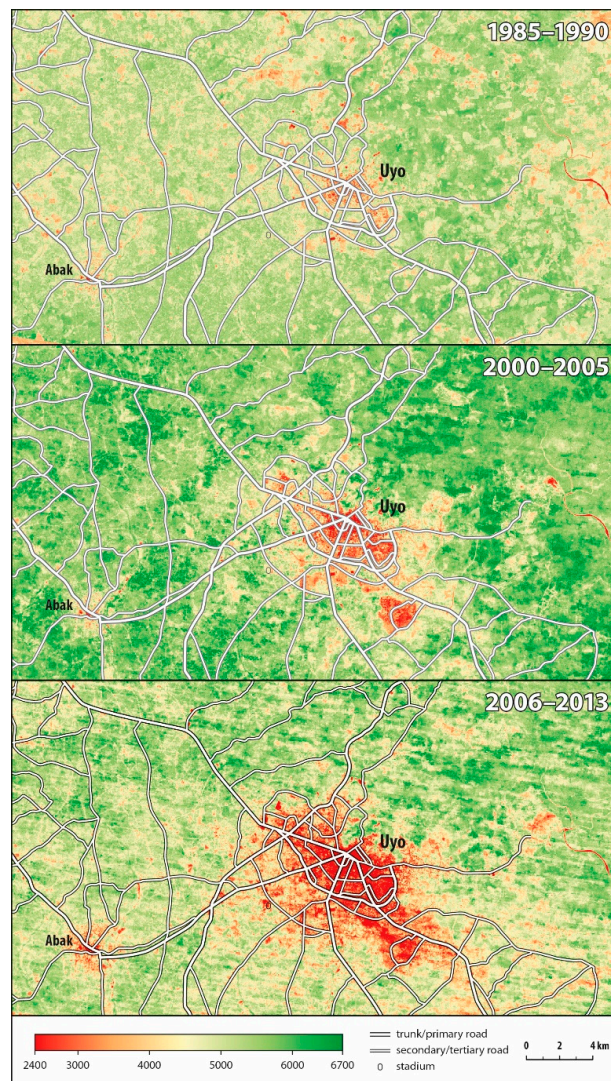 1985–1990
Uyo
Abak
2000–2005
Uyo
Abak
2006–2013
Uyo
Abak
2400 3000 4000 5000 6000 6700
trunk/primary road
secondary/tertiary road
stadium
0 2 4 km